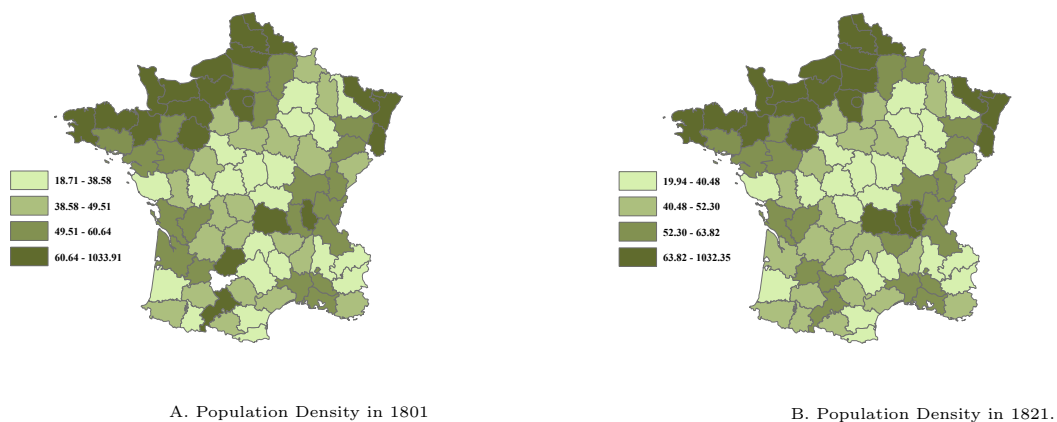 18.71 - 38.58
38.58 - 49.51
49.51 - 60.64
60.64 - 1033.91
A. Population Density in 1801
19.94 - 40.48
40.48 - 52.30
52.30 - 63.82
63.82 - 1032.35
B. Population Density in 1821.